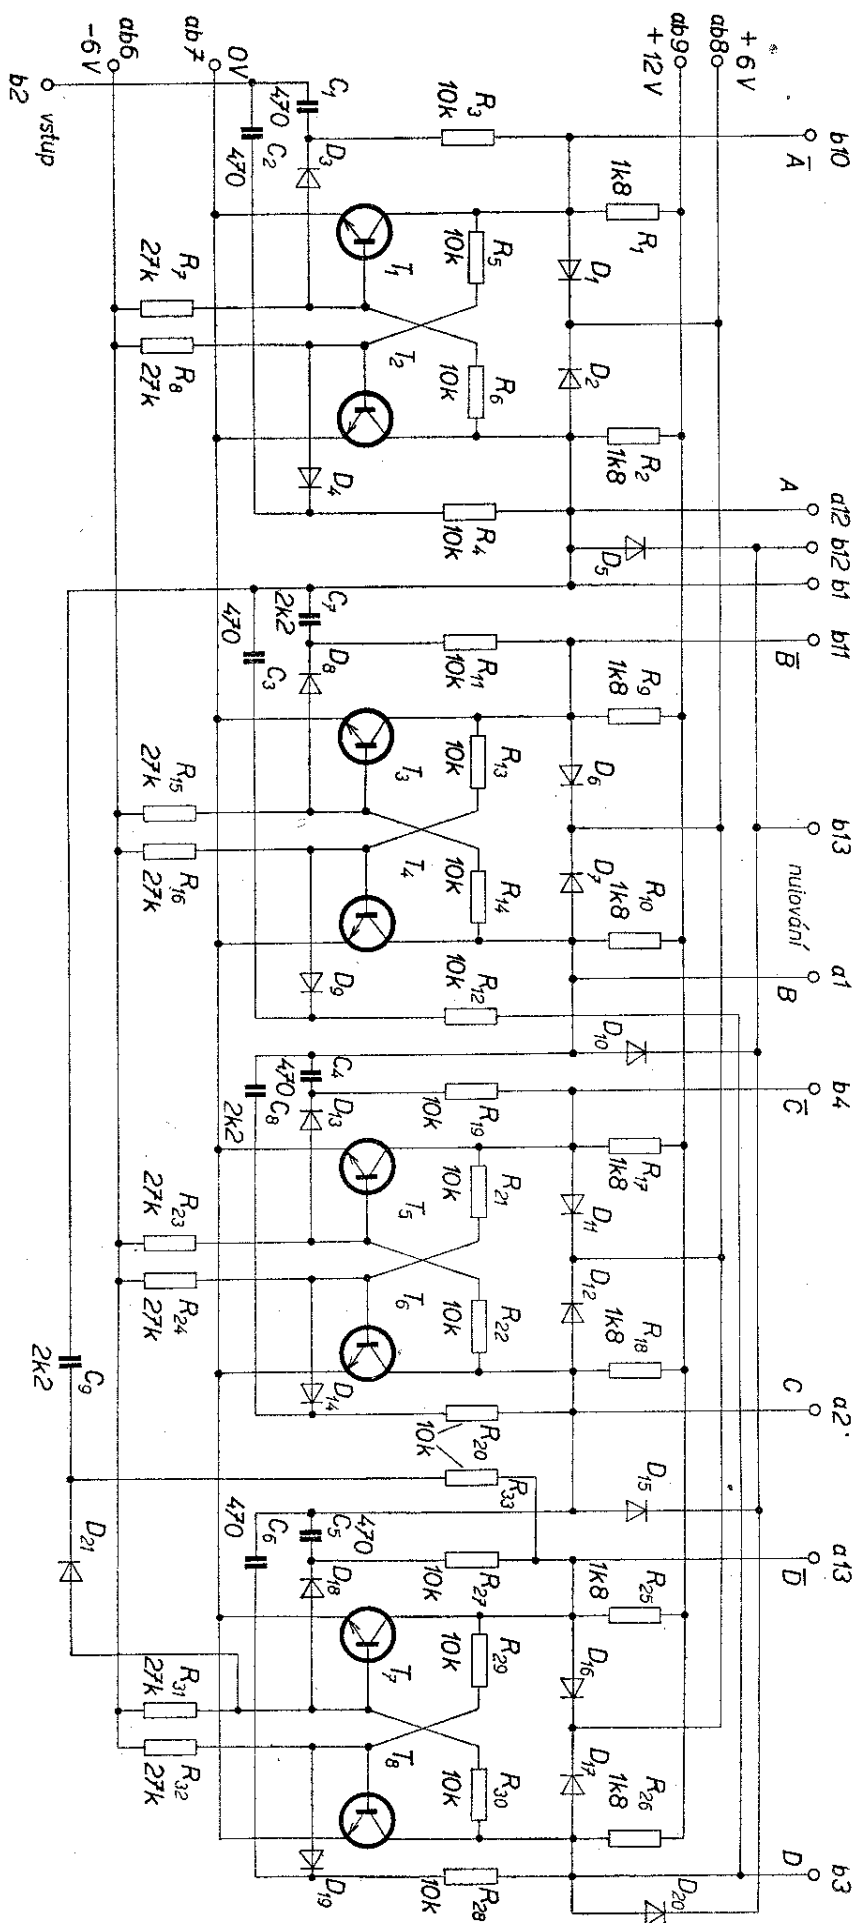 b10 a12 b12 b1 b11 b13 a1 b4 a2 a13 b3
A̅ A B̅ nulování B C̅ C D̅ D
+6V
ab8
ab9
+12V
D5 D10 D15 D20
R1 R2 R9 R10 R17 R18 R25 R26
1k8 1k8 1k8 1k8 1k8 1k8 1k8 1k8
D1 D2 D6 D7 D11 D12 D16 D17
R3 R5 R6 R4 R11 R13 R14 R12 R19 R21 R22 R20 R33 R27 R29 R30 R28
10k 10k 10k 10k 10k 10k 10k 10k 10k 10k 10k 10k 10k 10k 10k 10k
T1 T2 T3 T4 T5 T6 T7 T8
C1 D3 D4 C7 D8 D9 C4 D13 D14 C5 D18 D19
470 2k2 470 470
C2 C3 C8 C6
470 470 2k2 470
0V
ab7
R7 R8 R15 R16 R23 R24 R31 R32
27k 27k 27k 27k 27k 27k 27k 27k
ab6
-6V
C9 D21
2k2
b2 vstup